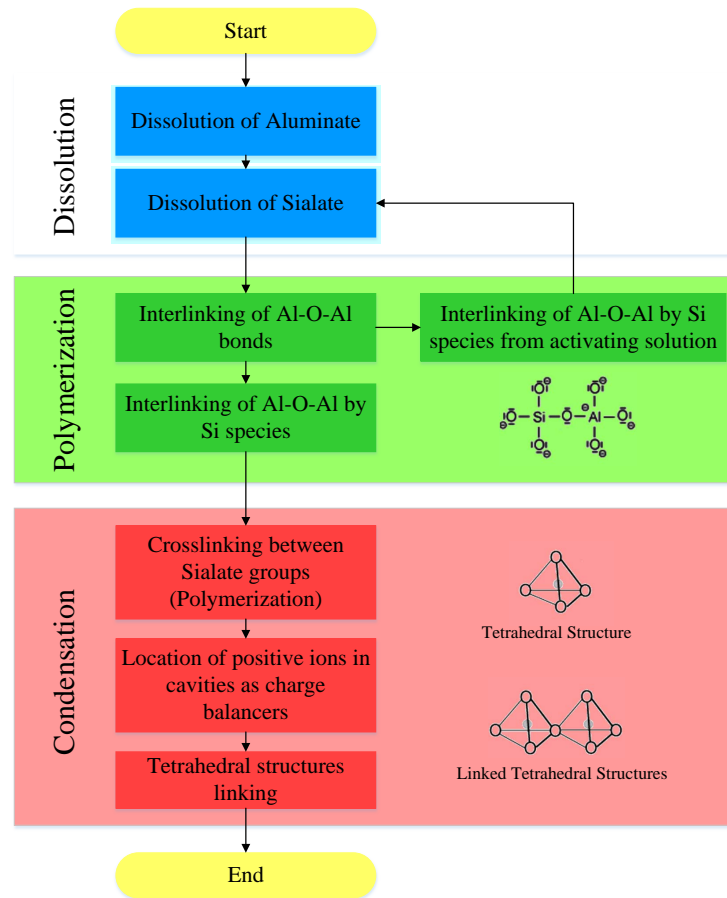 Start
Dissolution
Dissolution of Aluminate
Dissolution of Sialate
Polymerization
Interlinking of Al-O-Al
bonds
Interlinking of Al-O-Al by Si
species from activating solution
Interlinking of Al-O-Al by
Si species
O O
O Si O Al O
O O
Condensation
Crosslinking between
Sialate groups
(Polymerization)
Tetrahedral Structure
Location of positive ions in
cavities as charge
balancers
Linked Tetrahedral Structures
Tetrahedral structures
linking
End